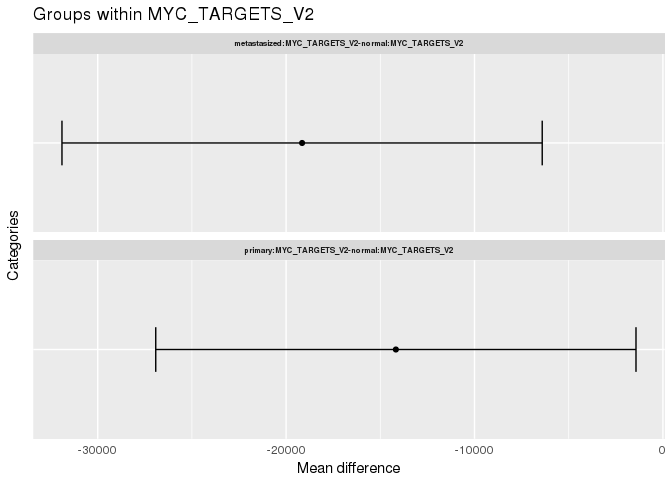 Groups within MYC_TARGETS_V2
metastasized:MYC_TARGETS_V2-normal:MYC_TARGETS_V2
Categories
primary:MYC_TARGETS_V2-normal:MYC_TARGETS_V2
-30000 -20000 -10000 0
Mean difference